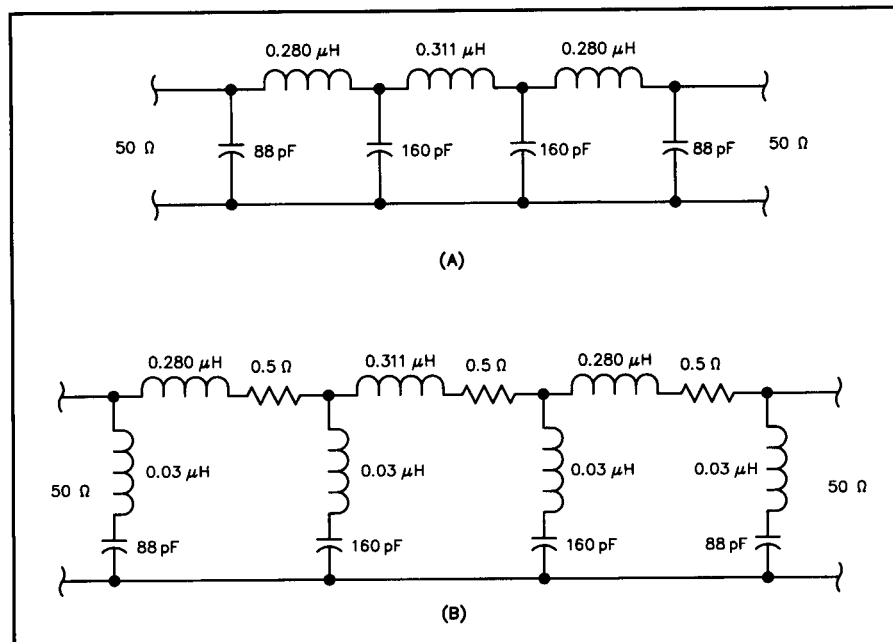 0.280 μH 0.311 μH 0.280 μH
50 Ω 88 pF 160 pF 160 pF 88 pF 50 Ω
(A)
0.280 μH 0.5 Ω 0.311 μH 0.5 Ω 0.280 μH 0.5 Ω
0.03 μH 0.03 μH 0.03 μH 0.03 μH
50 Ω 50 Ω
88 pF 160 pF 160 pF 88 pF
(B)